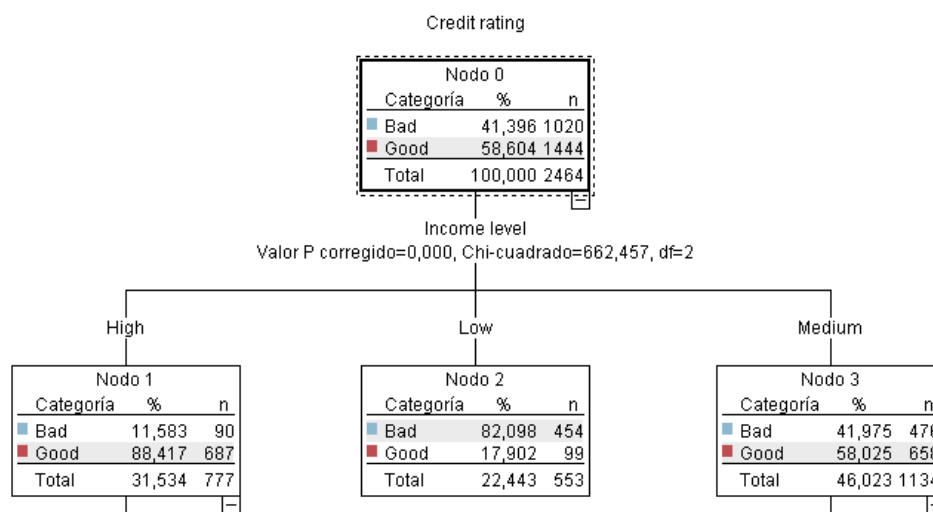 Credit rating
Nodo 0
Categoría % n
Bad 41,396 1020
Good 58,604 1444
Total 100,000 2464
Income level
Valor P corregido=0,000, Chi-cuadrado=662,457, df=2
High Low Medium
Nodo 1
Categoría % n
Bad 11,583 90
Good 88,417 687
Total 31,534 777
Nodo 2
Categoría % n
Bad 82,098 454
Good 17,902 99
Total 22,443 553
Nodo 3
Categoría % n
Bad 41,975 476
Good 58,025 658
Total 46,023 1134